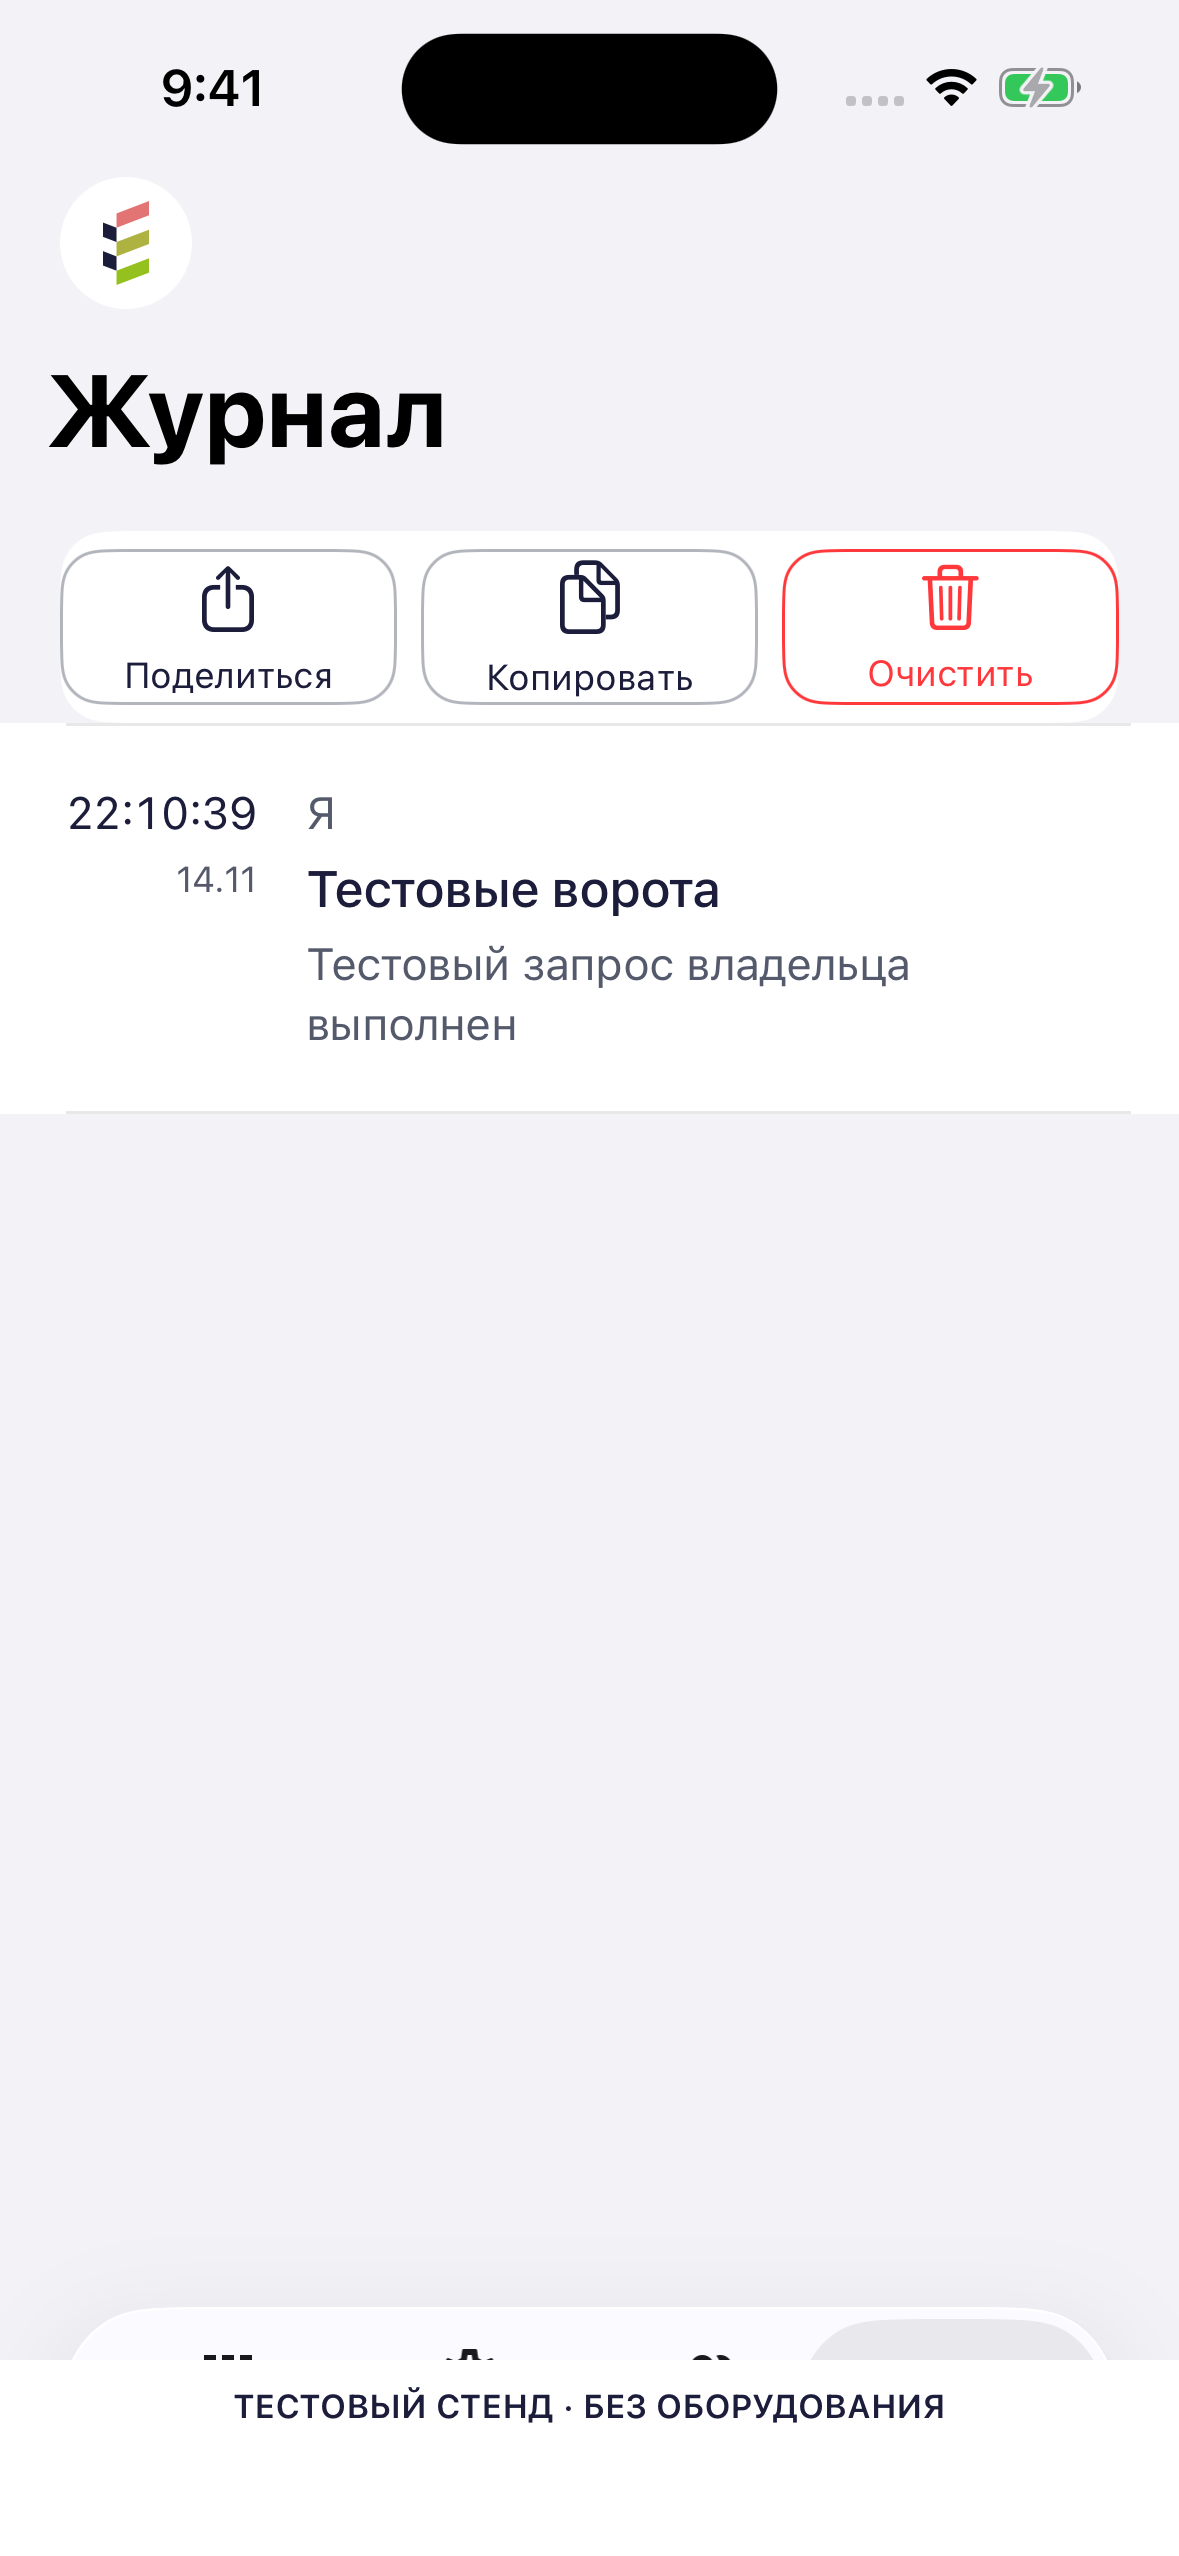 9:41
Журнал
Поделиться
Копировать
Очистить
22:10:39
Я
14.11
Тестовые ворота
Тестовый запрос владельца
выполнен
ТЕСТОВЫЙ СТЕНД · БЕЗ ОБОРУДОВАНИЯ